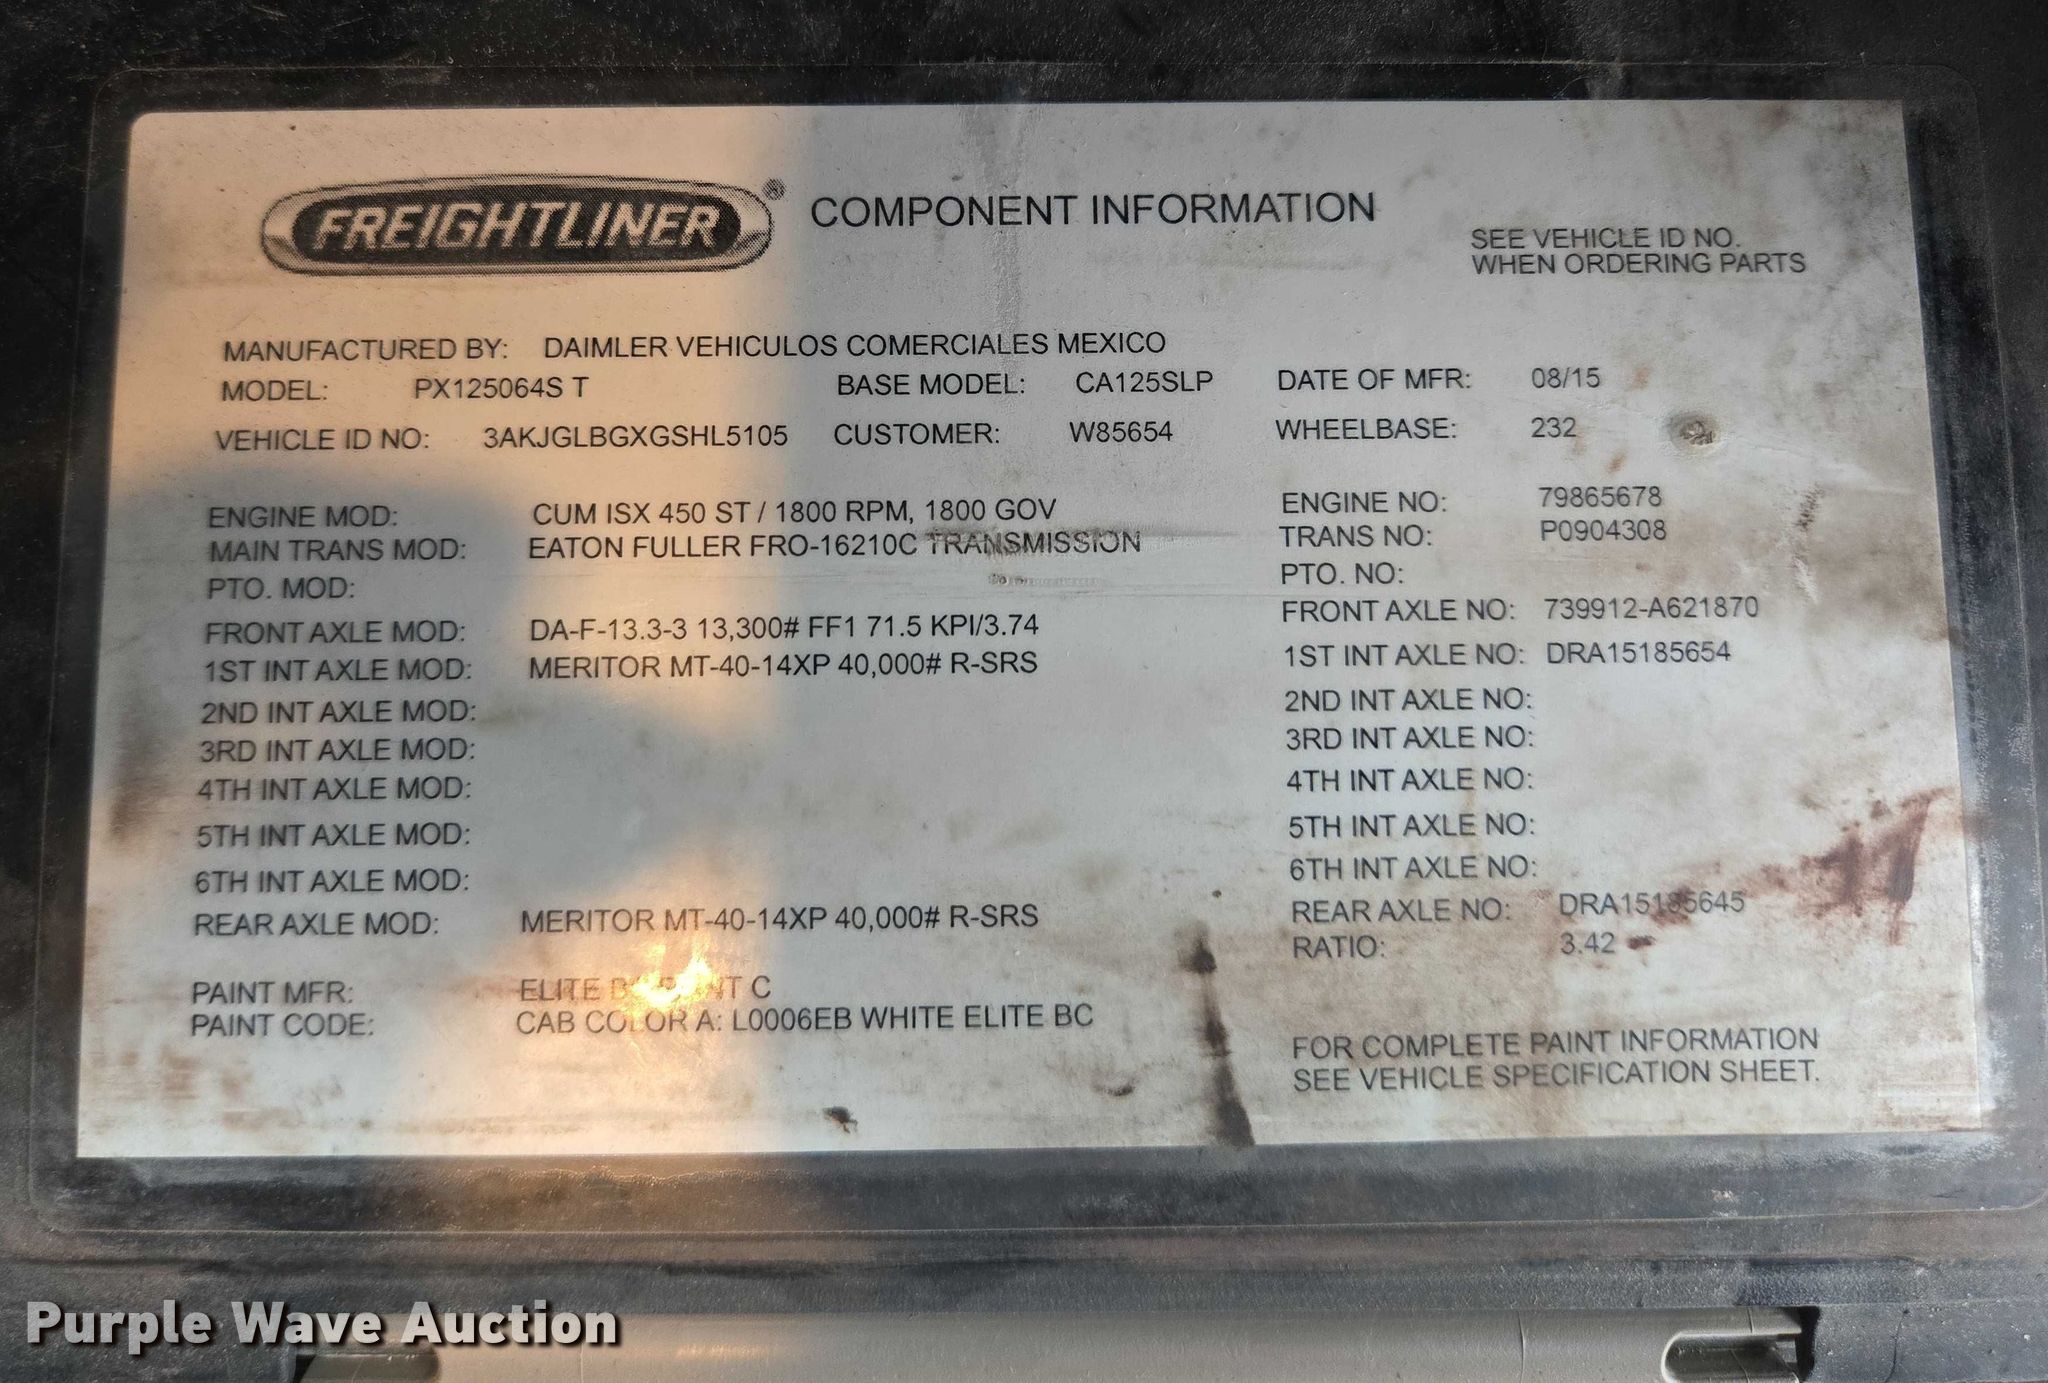 FREIGHTLINER ®
COMPONENT INFORMATION
SEE VEHICLE ID NO.
WHEN ORDERING PARTS
MANUFACTURED BY: DAIMLER VEHICULOS COMERCIALES MEXICO
MODEL: PX125064S T BASE MODEL: CA125SLP DATE OF MFR: 08/15
VEHICLE ID NO: 3AKJGLBGXGSHL5105 CUSTOMER: W85654 WHEELBASE: 232
ENGINE MOD: CUM ISX 450 ST / 1800 RPM, 1800 GOV ENGINE NO: 79865678
MAIN TRANS MOD: EATON FULLER FRO-16210C TRANSMISSION TRANS NO: P0904308
PTO. MOD: PTO. NO:
FRONT AXLE MOD: DA-F-13.3-3 13,300# FF1 71.5 KPI/3.74 FRONT AXLE NO: 739912-A621870
1ST INT AXLE MOD: MERITOR MT-40-14XP 40,000# R-SRS 1ST INT AXLE NO: DRA15185654
2ND INT AXLE MOD: 2ND INT AXLE NO:
3RD INT AXLE MOD: 3RD INT AXLE NO:
4TH INT AXLE MOD: 4TH INT AXLE NO:
5TH INT AXLE MOD: 5TH INT AXLE NO:
6TH INT AXLE MOD: 6TH INT AXLE NO:
REAR AXLE MOD: MERITOR MT-40-14XP 40,000# R-SRS REAR AXLE NO: DRA15185645
RATIO: 3.42
PAINT MFR: ELITE C
PAINT CODE: CAB COLOR A: L0006EB WHITE ELITE BC
FOR COMPLETE PAINT INFORMATION
SEE VEHICLE SPECIFICATION SHEET.
Purple Wave Auction